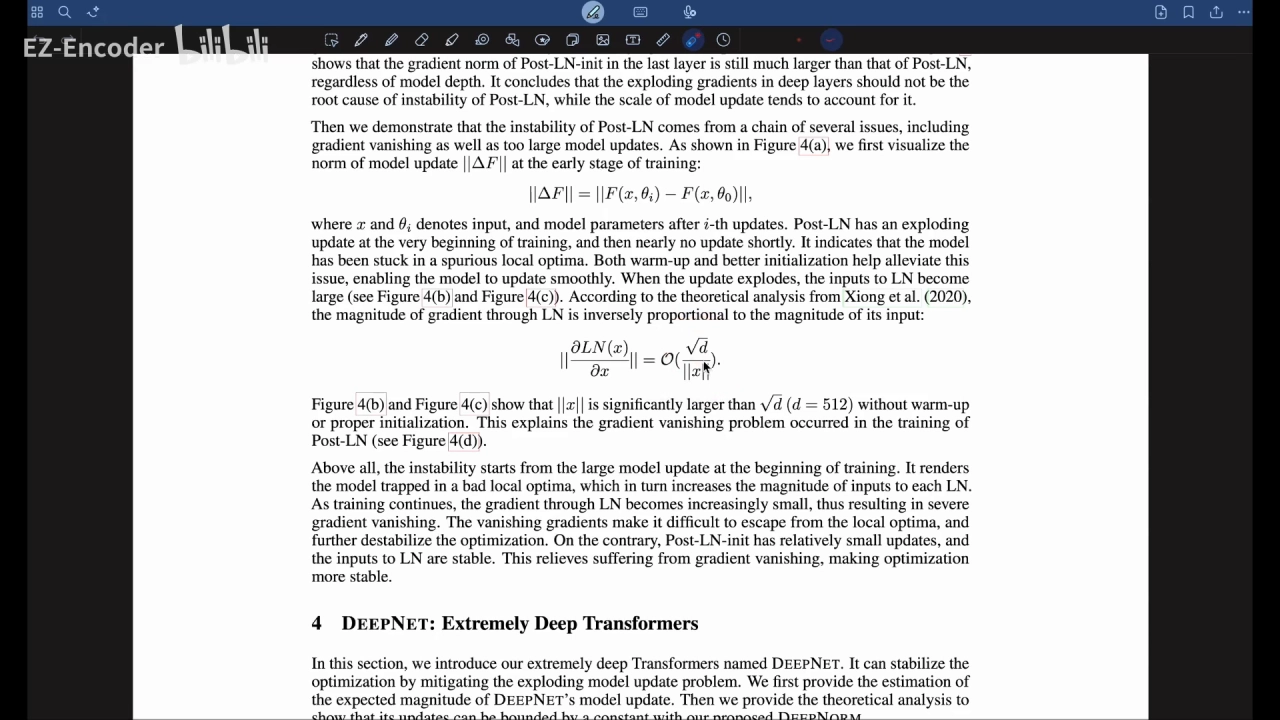 EZ-Encoder bilibili
shows that the gradient norm of Post-LN-init in the last layer is still much larger than that of Post-LN,
regardless of model depth. It concludes that the exploding gradients in deep layers should not be the
root cause of instability of Post-LN, while the scale of model update tends to account for it.
Then we demonstrate that the instability of Post-LN comes from a chain of several issues, including
gradient vanishing as well as too large model updates. As shown in Figure 4(a), we first visualize the
norm of model update ||ΔF|| at the early stage of training:
||ΔF|| = ||F(x, θᵢ) − F(x, θ₀)||,
where x and θᵢ denotes input, and model parameters after i-th updates. Post-LN has an exploding
update at the very beginning of training, and then nearly no update shortly. It indicates that the model
has been stuck in a spurious local optima. Both warm-up and better initialization help alleviate this
issue, enabling the model to update smoothly. When the update explodes, the inputs to LN become
large (see Figure 4(b) and Figure 4(c)). According to the theoretical analysis from Xiong et al. (2020),
the magnitude of gradient through LN is inversely proportional to the magnitude of its input:
||∂LN(x)/∂x|| = O(√d/||x||).
Figure 4(b) and Figure 4(c) show that ||x|| is significantly larger than √d (d = 512) without warm-up
or proper initialization. This explains the gradient vanishing problem occurred in the training of
Post-LN (see Figure 4(d)).
Above all, the instability starts from the large model update at the beginning of training. It renders
the model trapped in a bad local optima, which in turn increases the magnitude of inputs to each LN.
As training continues, the gradient through LN becomes increasingly small, thus resulting in severe
gradient vanishing. The vanishing gradients make it difficult to escape from the local optima, and
further destabilize the optimization. On the contrary, Post-LN-init has relatively small updates, and
the inputs to LN are stable. This relieves suffering from gradient vanishing, making optimization
more stable.
4 DEEPNET: Extremely Deep Transformers
In this section, we introduce our extremely deep Transformers named DEEPNET. It can stabilize the
optimization by mitigating the exploding model update problem. We first provide the estimation of
the expected magnitude of DEEPNET's model update. Then we provide the theoretical analysis to
show that its updates can be bounded by a constant with our proposed DEEPNORM.